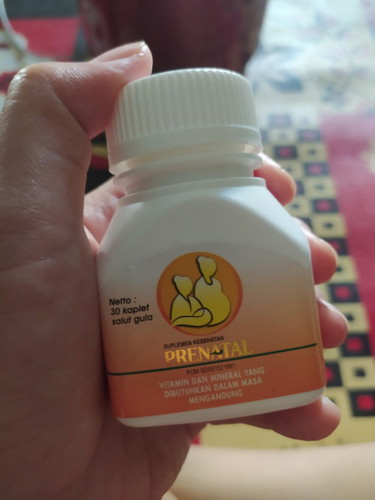 Netto :
30 kaplet
salut gula
SUPLEMEN KESEHATAN
PRENATAL
VITAMIN DAN MINERAL YANG
DIBUTUHKAN DALAM MASA
MENGANDUNG